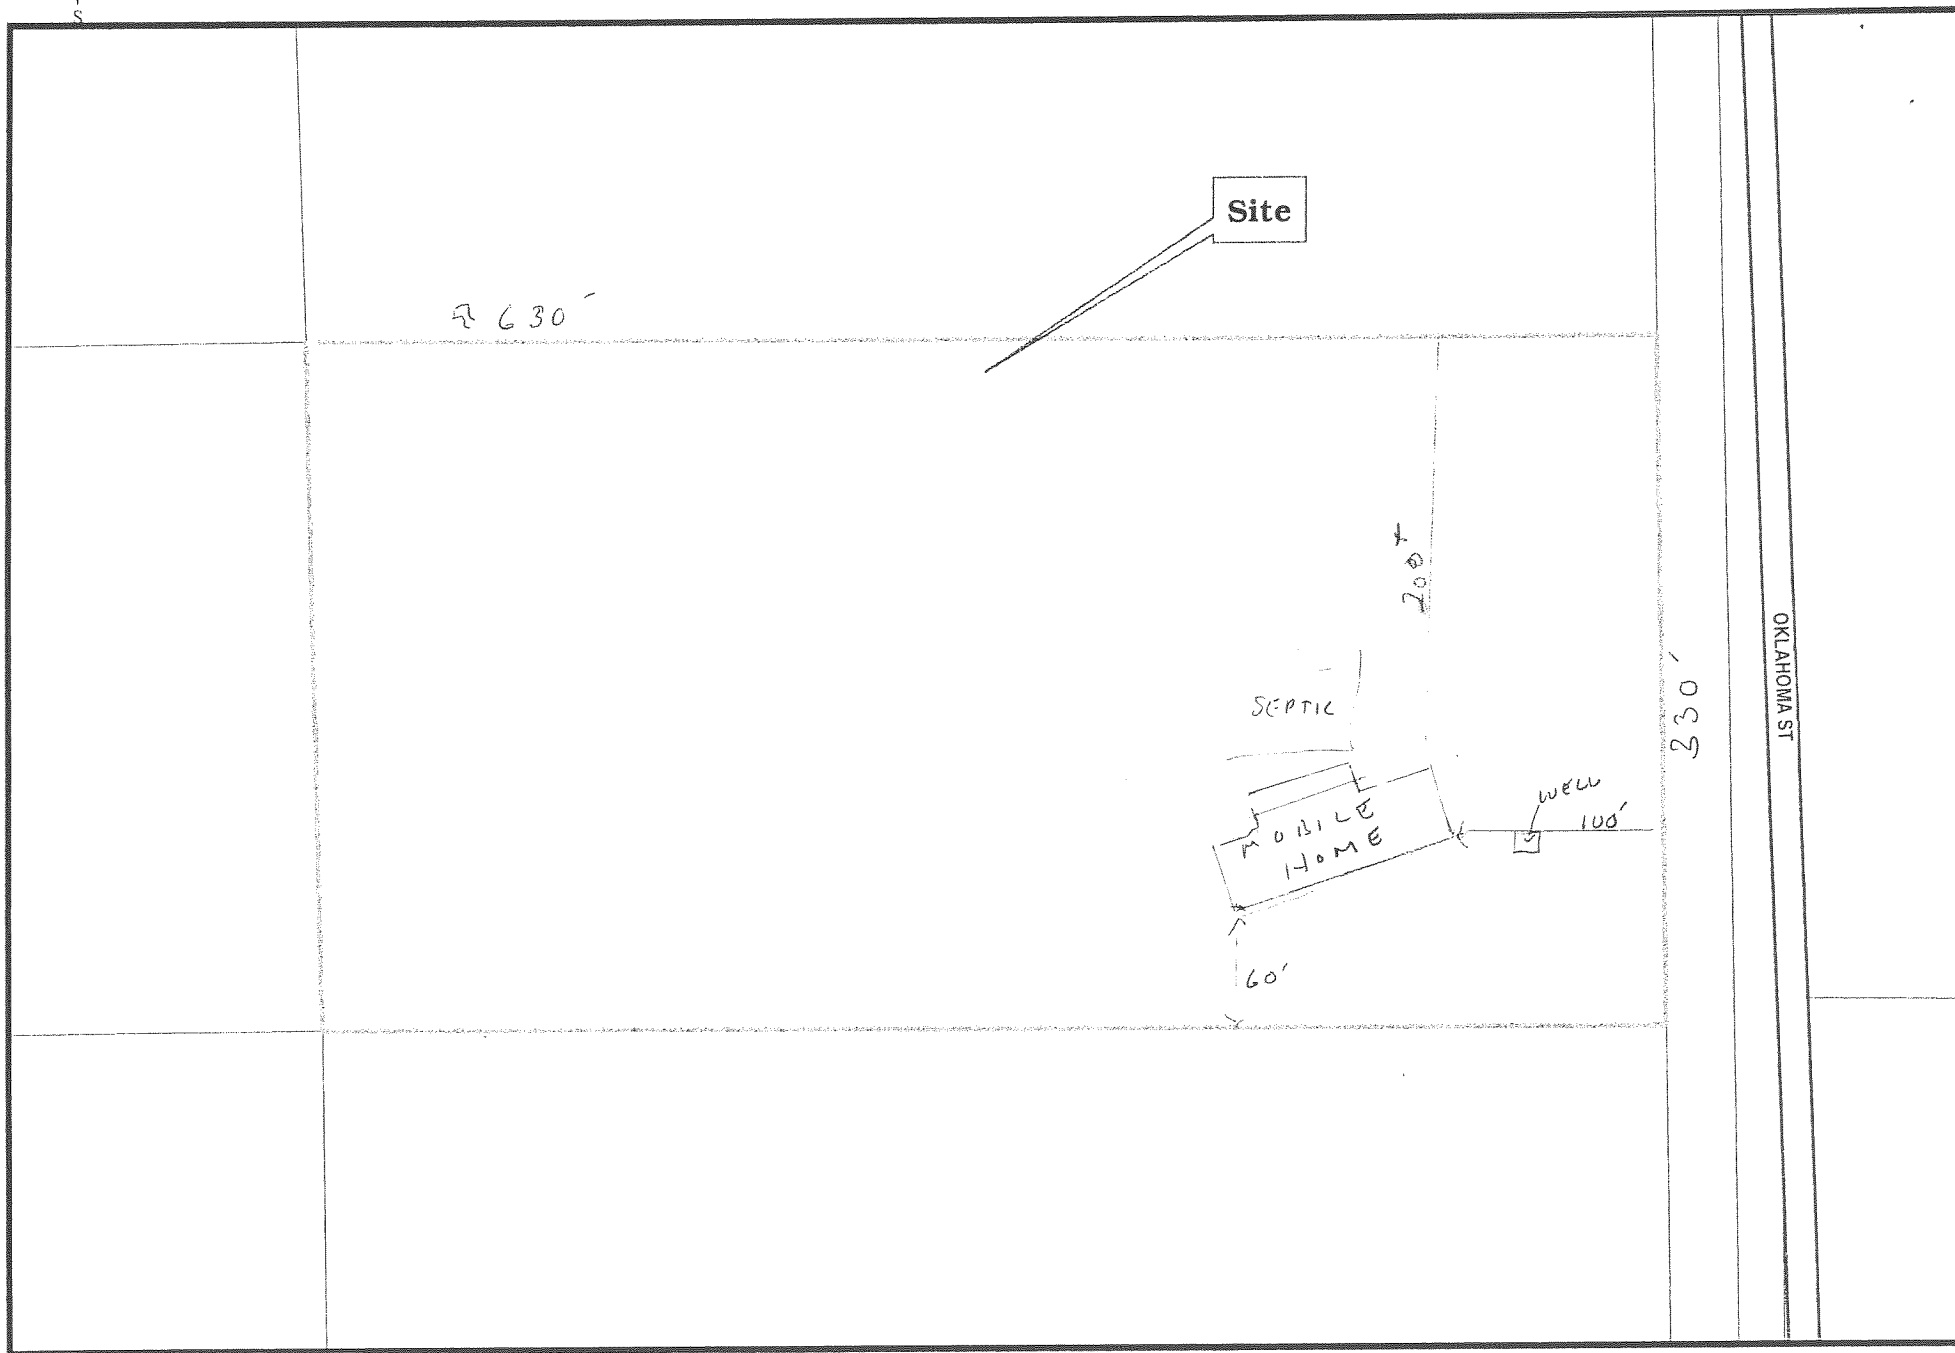 S
Site
630'
200+
SEPTIC
330'
OKLAHOMA ST
WELL
100'
MOBILE
HOME
60'